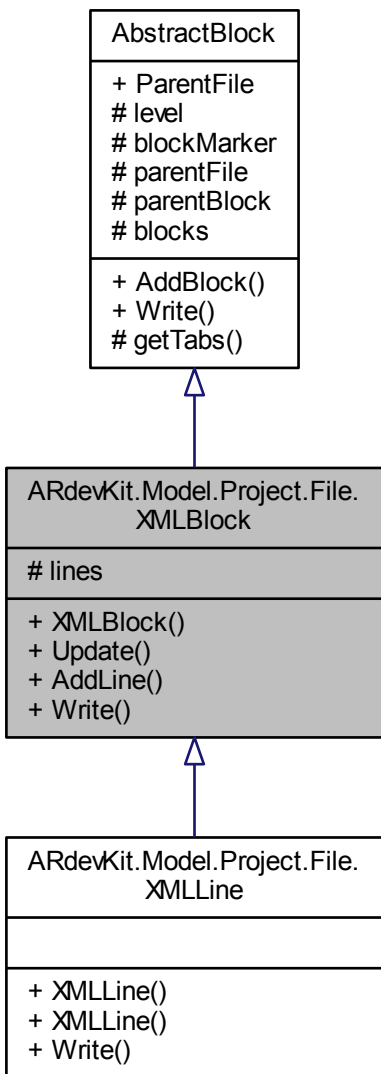 AbstractBlock
+ ParentFile
# level
# blockMarker
# parentFile
# parentBlock
# blocks
+ AddBlock()
+ Write()
# getTabs()
ARdevKit.Model.Project.File.
XMLBlock
# lines
+ XMLBlock()
+ Update()
+ AddLine()
+ Write()
ARdevKit.Model.Project.File.
XMLLine
+ XMLLine()
+ XMLLine()
+ Write()